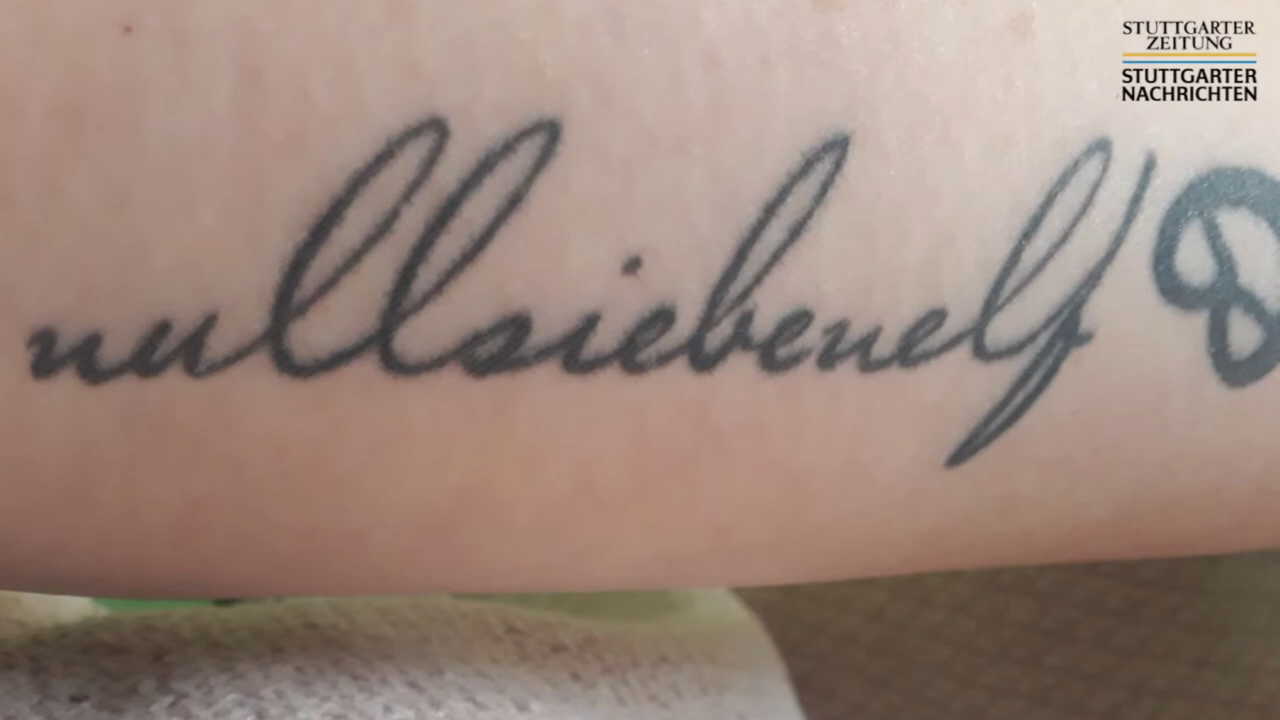 nullsiebenelf
STUTTGARTER
ZEITUNG
STUTTGARTER
NACHRICHTEN